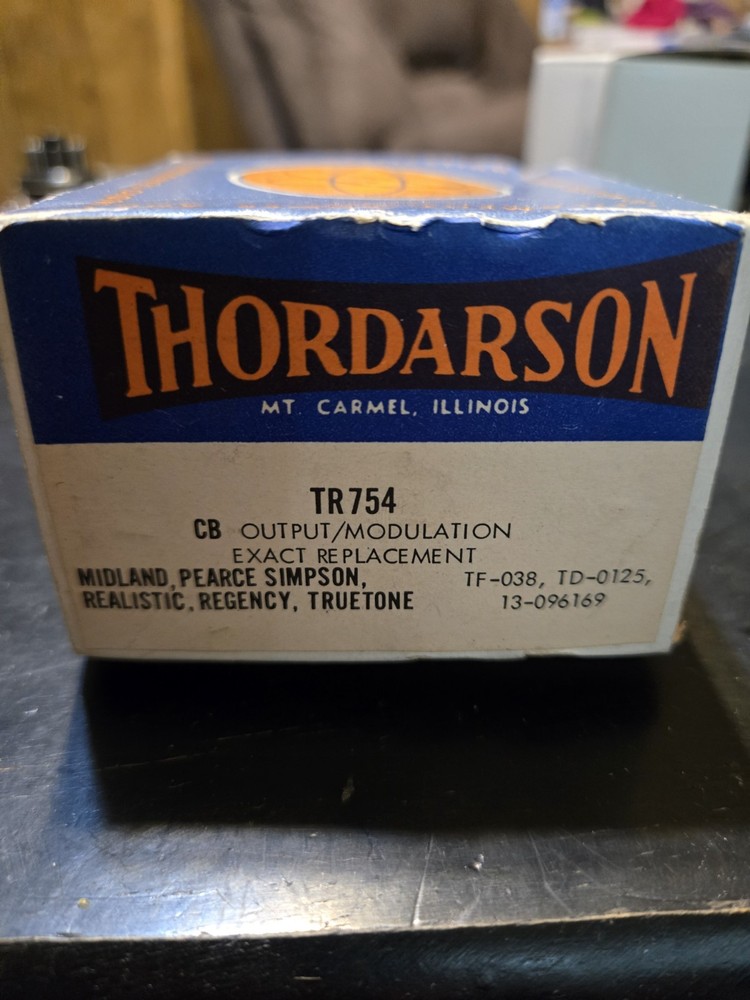 THORDARSON
MT. CARMEL, ILLINOIS
TR754
CB OUTPUT/MODULATION
EXACT REPLACEMENT
MIDLAND, PEARCE SIMPSON, TF-038, TD-0125,
REALISTIC, REGENCY, TRUETONE 13-096169